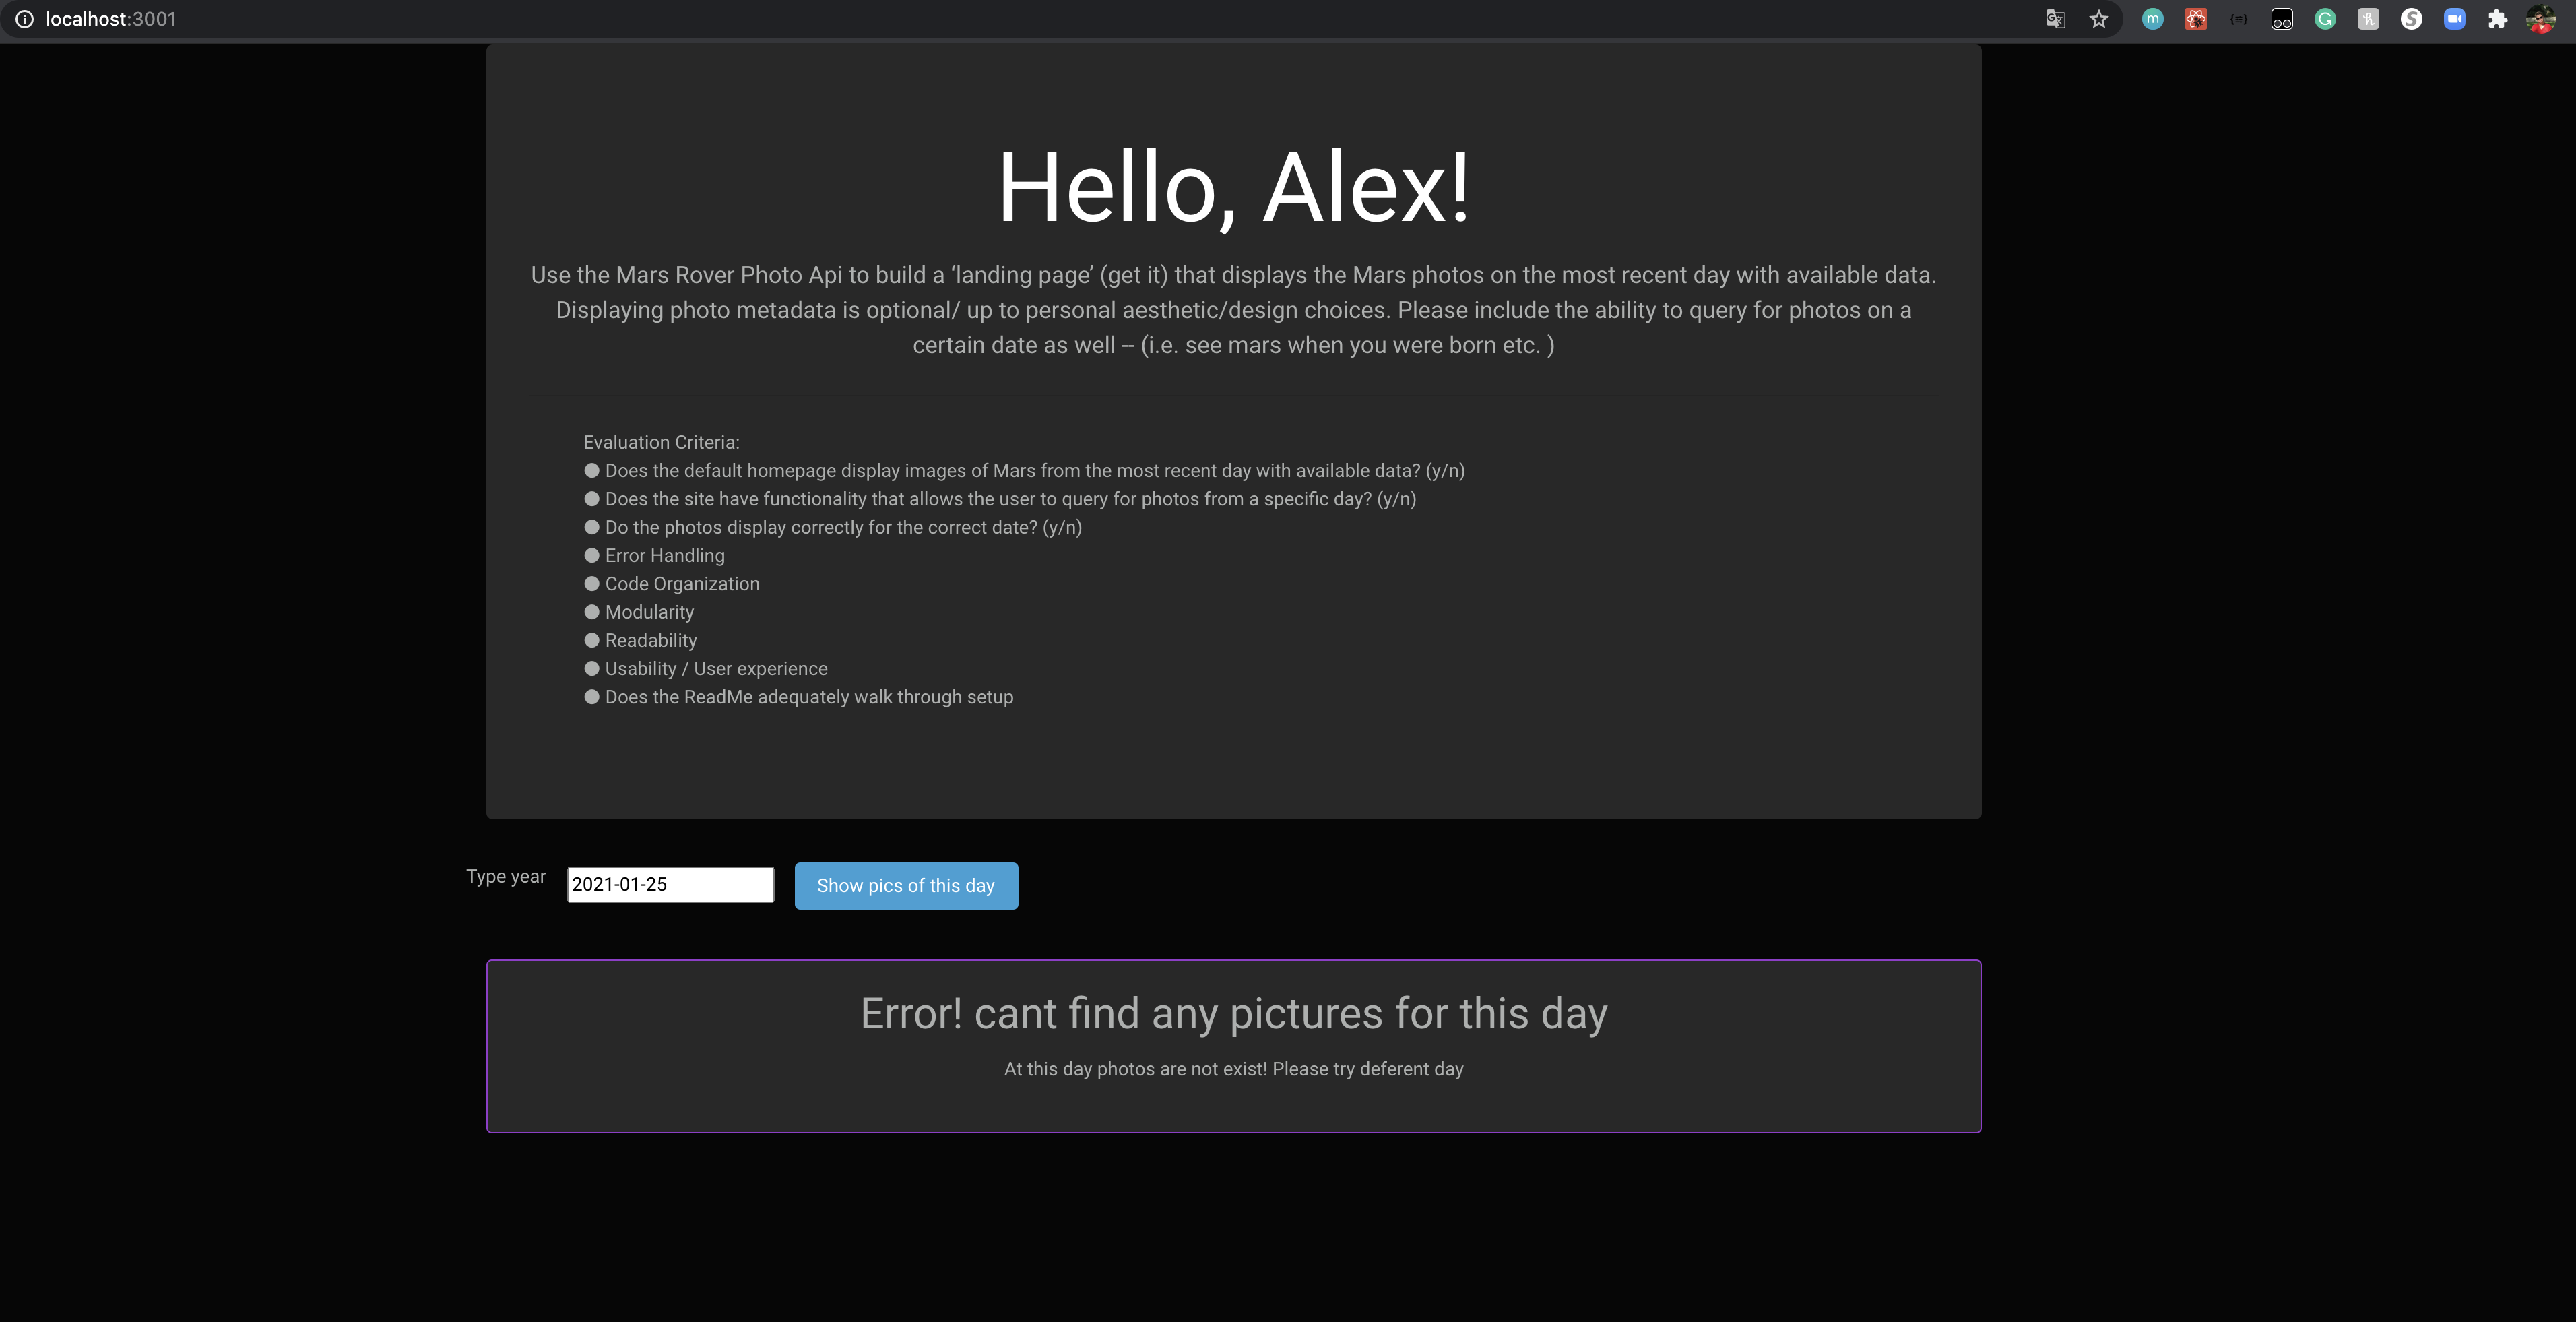 localhost:3001
Hello, Alex!
Use the Mars Rover Photo Api to build a ‘landing page’ (get it) that displays the Mars photos on the most recent day with available data.
Displaying photo metadata is optional/ up to personal aesthetic/design choices. Please include the ability to query for photos on a
certain date as well -- (i.e. see mars when you were born etc. )
Evaluation Criteria:
● Does the default homepage display images of Mars from the most recent day with available data? (y/n)
● Does the site have functionality that allows the user to query for photos from a specific day? (y/n)
● Do the photos display correctly for the correct date? (y/n)
● Error Handling
● Code Organization
● Modularity
● Readability
● Usability / User experience
● Does the ReadMe adequately walk through setup
Type year 2021-01-25 Show pics of this day
Error! cant find any pictures for this day
At this day photos are not exist! Please try deferent day